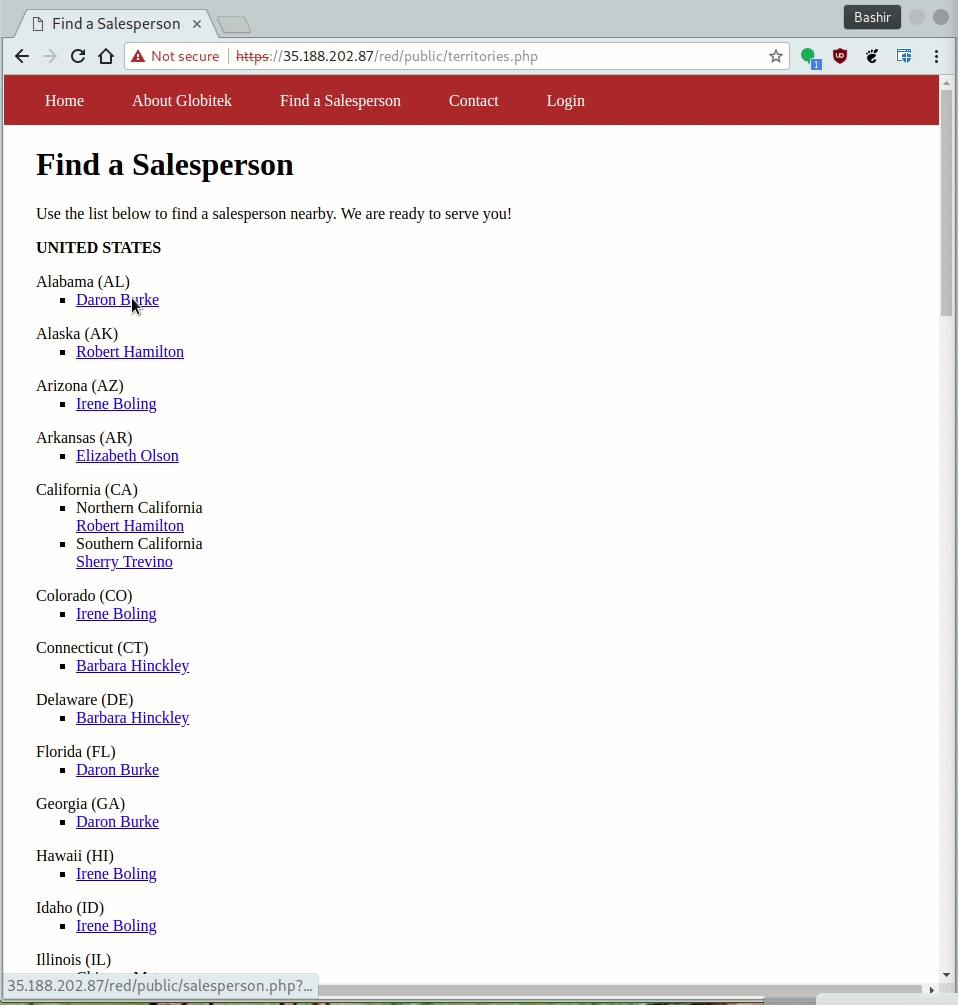 Find a Salesperson
Bashir
Not secure https://35.188.202.87/red/public/territories.php
1
Home About Globitek Find a Salesperson Contact Login
Find a Salesperson
Use the list below to find a salesperson nearby. We are ready to serve you!
UNITED STATES
Alabama (AL)
Daron Burke
Alaska (AK)
Robert Hamilton
Arizona (AZ)
Irene Boling
Arkansas (AR)
Elizabeth Olson
California (CA)
Northern California
Robert Hamilton
Southern California
Sherry Trevino
Colorado (CO)
Irene Boling
Connecticut (CT)
Barbara Hinckley
Delaware (DE)
Barbara Hinckley
Florida (FL)
Daron Burke
Georgia (GA)
Daron Burke
Hawaii (HI)
Irene Boling
Idaho (ID)
Irene Boling
Illinois (IL)
35.188.202.87/red/public/salesperson.php?...